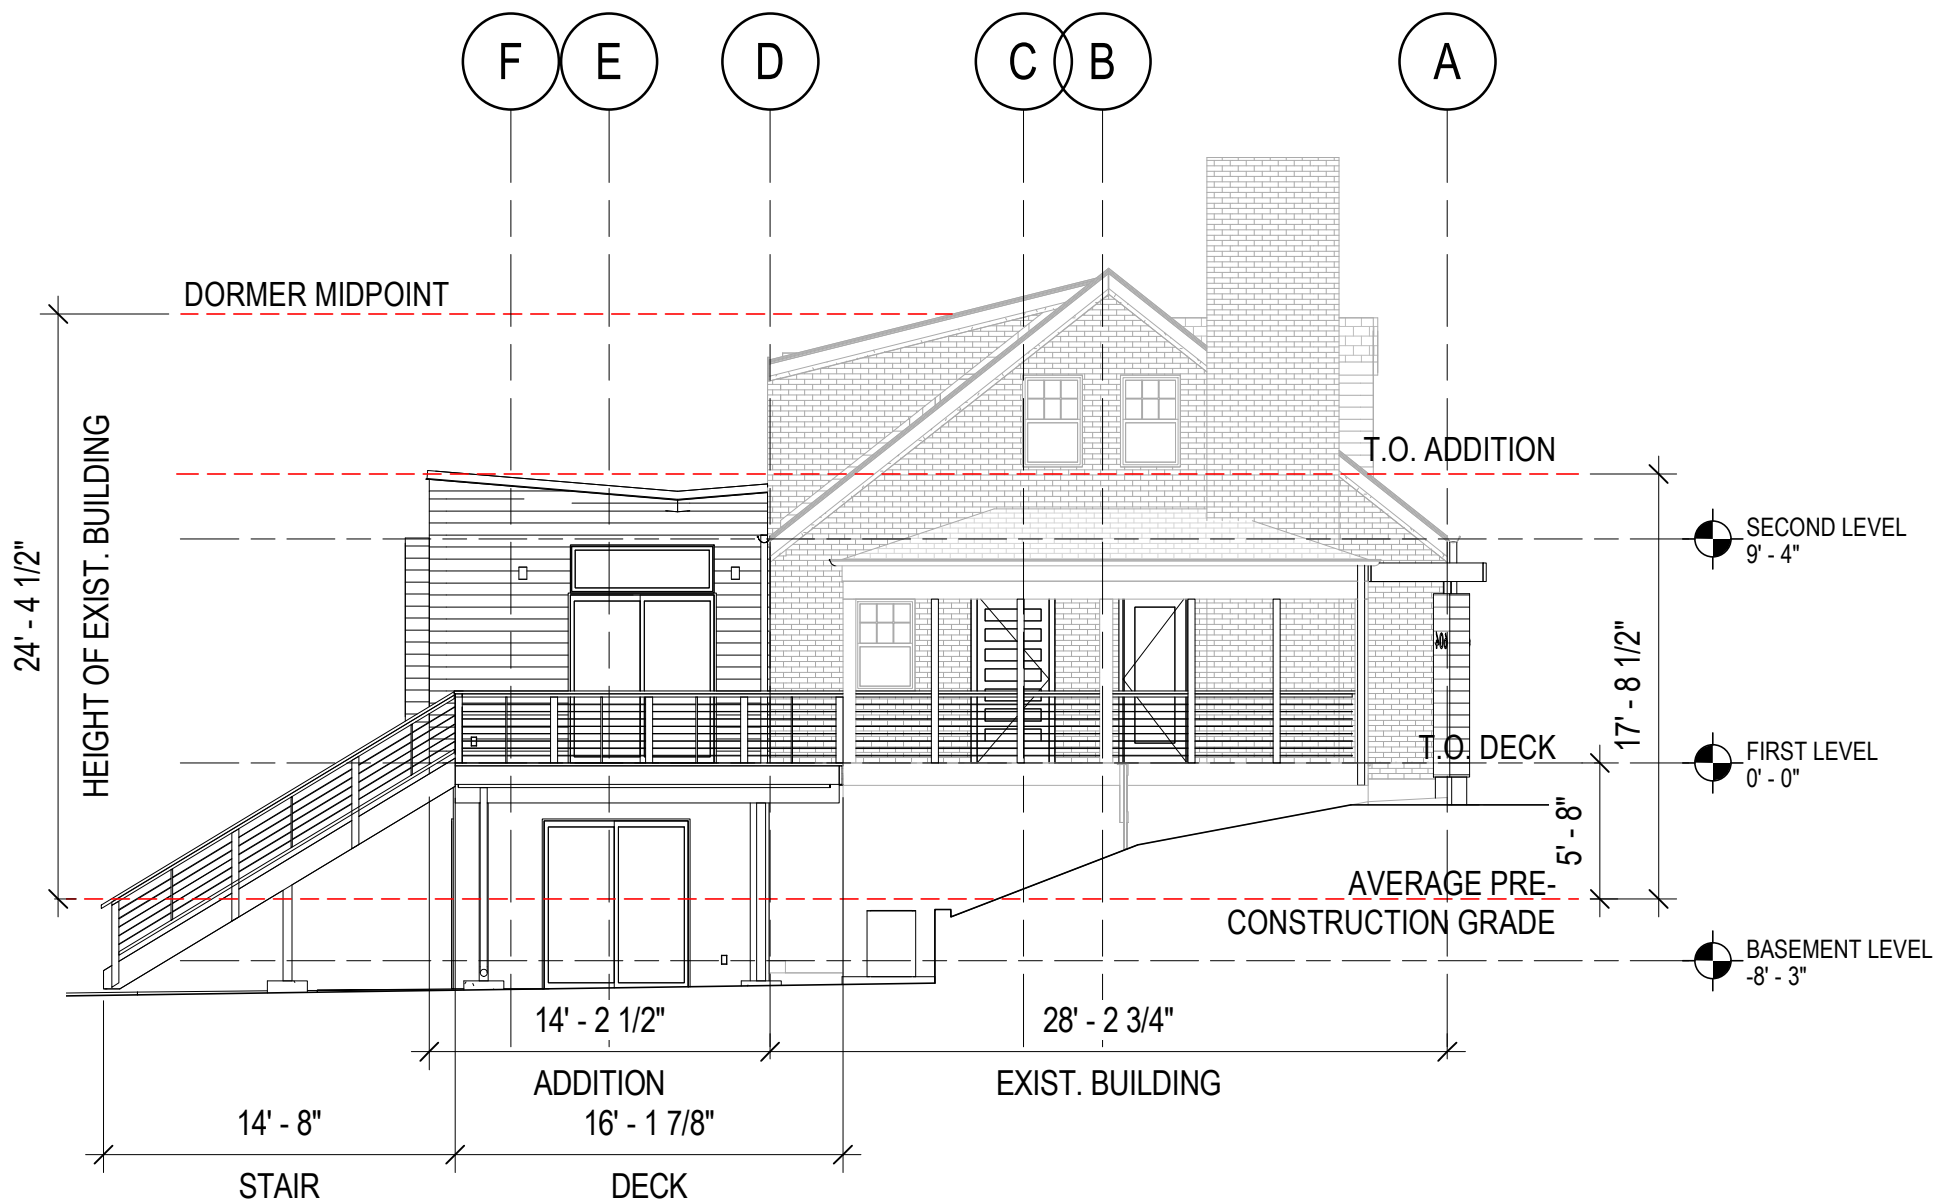 F
E
D
C
B
A
DORMER MIDPOINT
24' - 4 1/2"
HEIGHT OF EXIST. BUILDING
T.O. ADDITION
17' - 8 1/2"
SECOND LEVEL
9' - 4"
T.O. DECK
FIRST LEVEL
0' - 0"
5' - 8"
AVERAGE PRE-
CONSTRUCTION GRADE
BASEMENT LEVEL
-8' - 3"
14' - 2 1/2"
28' - 2 3/4"
ADDITION
EXIST. BUILDING
14' - 8"
16' - 1 7/8"
STAIR
DECK